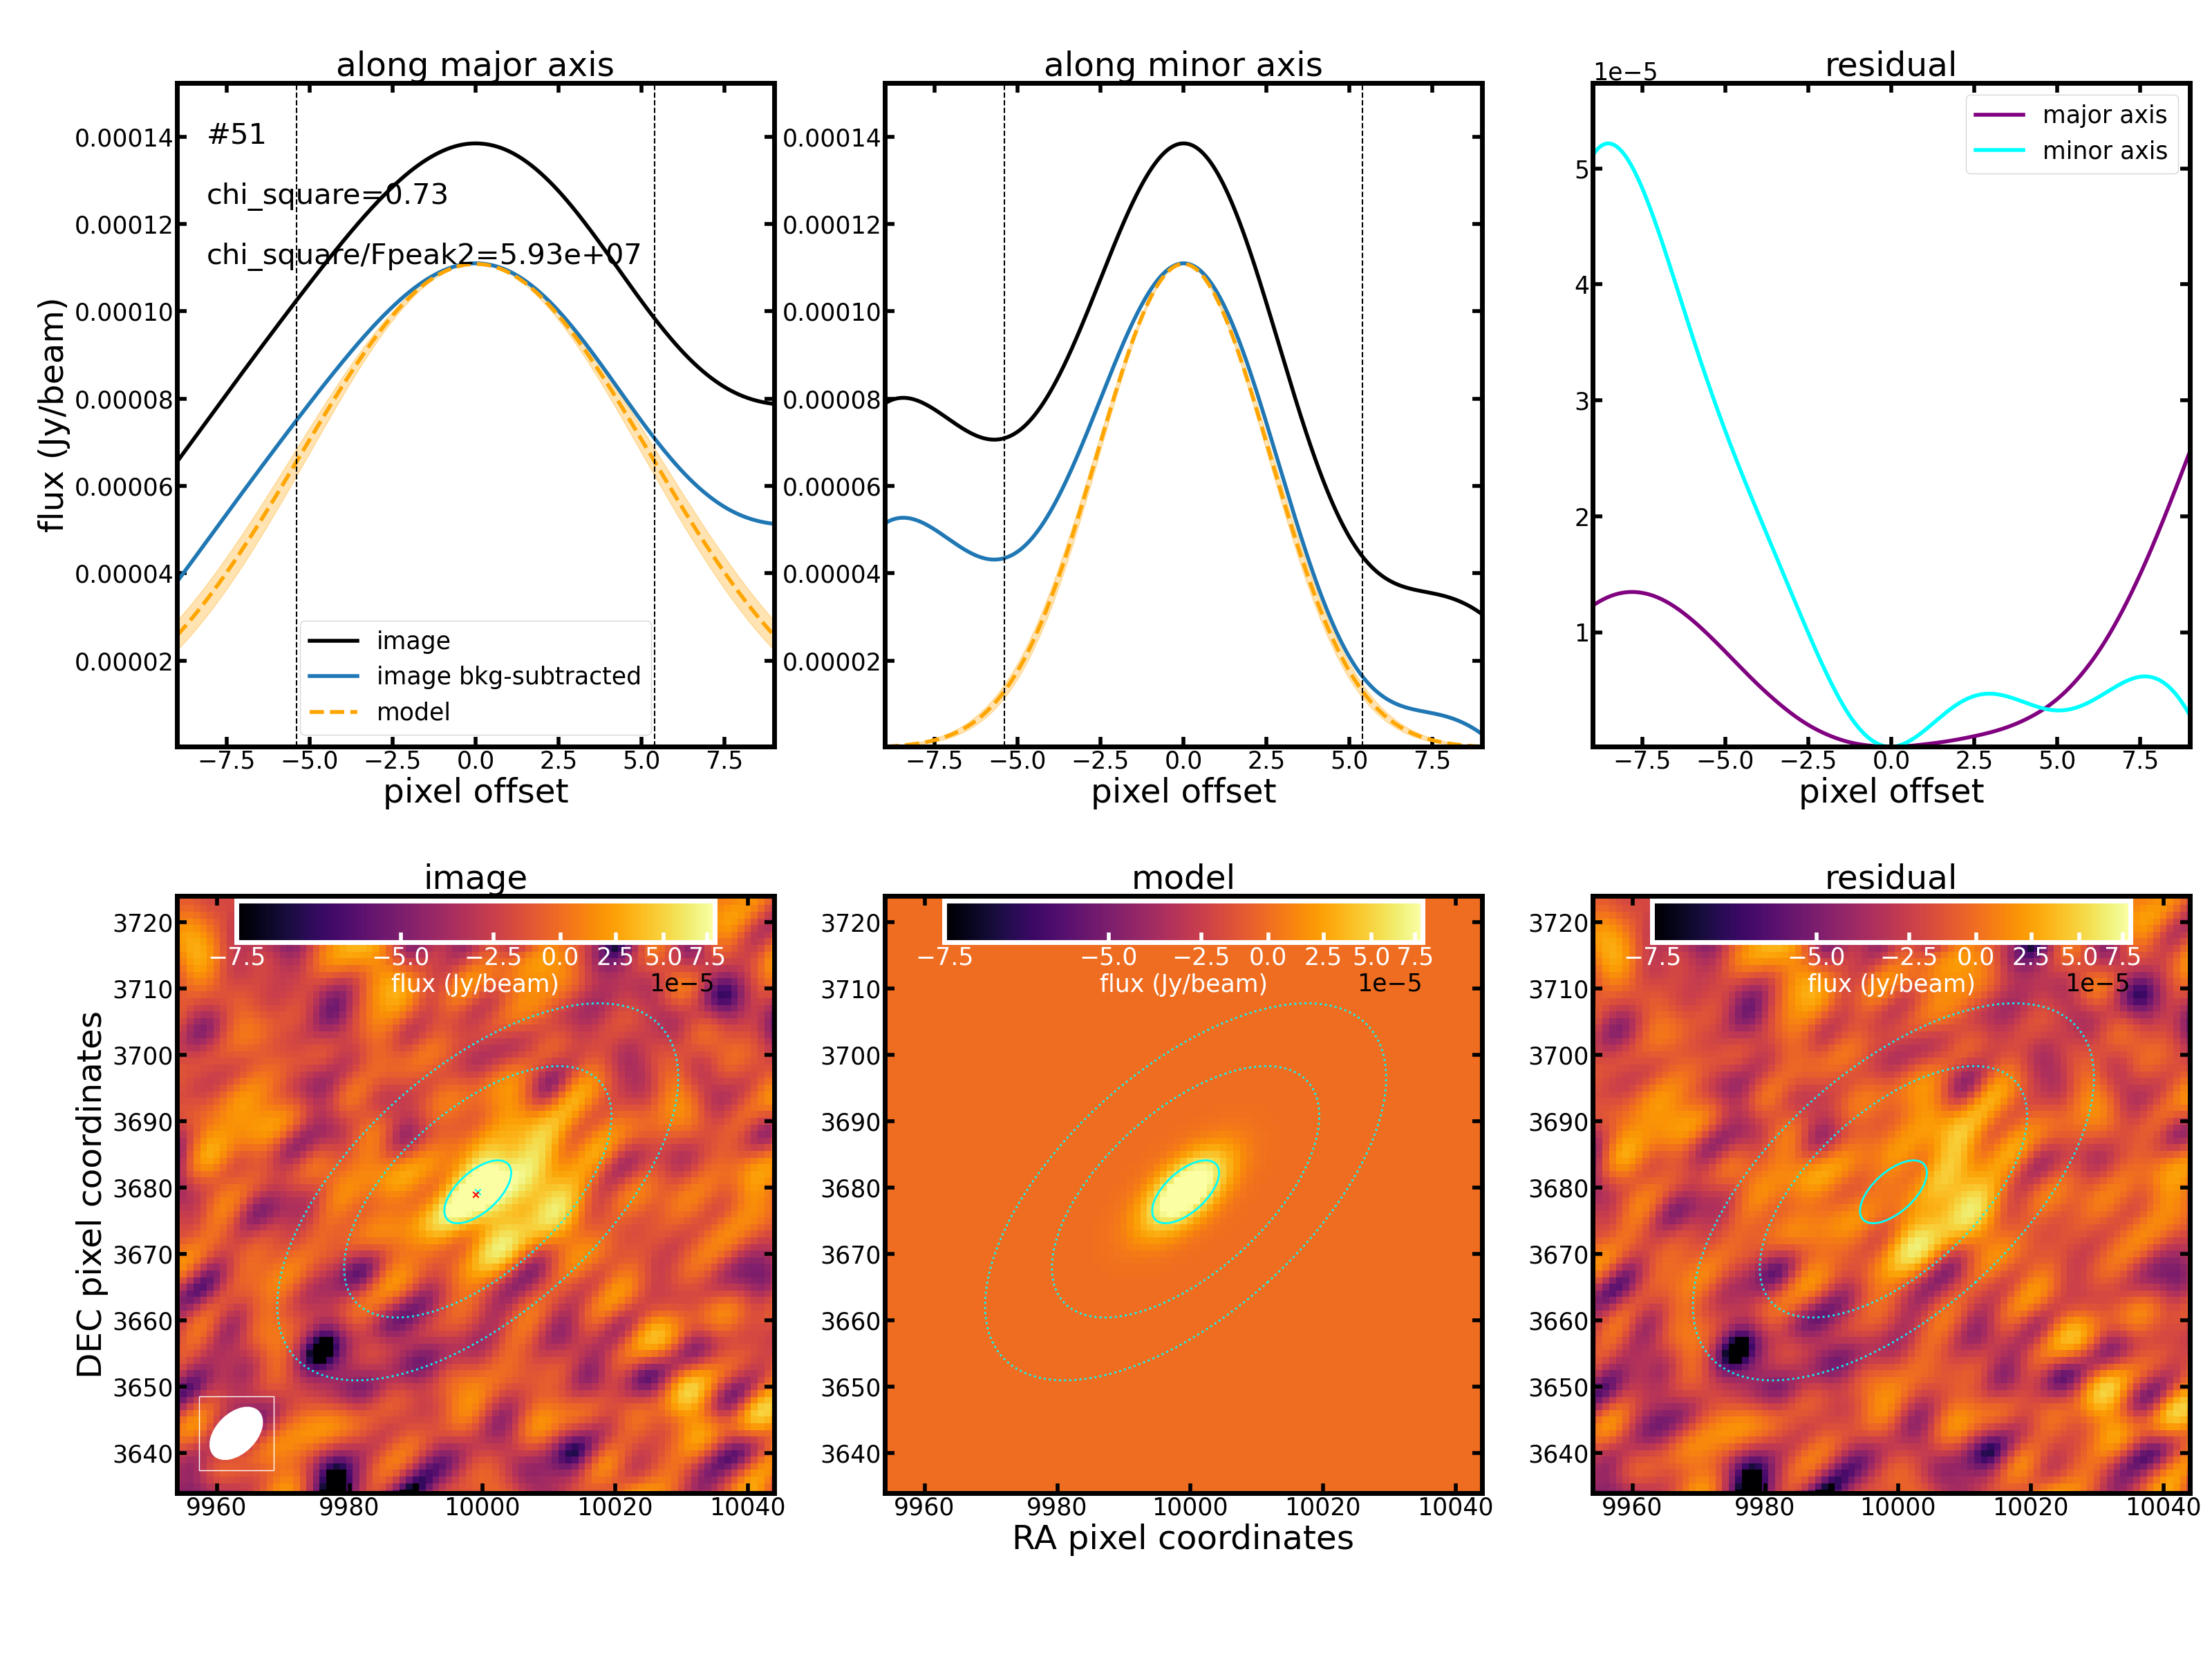 along major axis
along minor axis
residual
1e−5
#51
chi_square=0.73
chi_square/Fpeak2=5.93e+07
flux (Jy/beam)
0.00014
0.00012
0.00010
0.00008
0.00006
0.00004
0.00002
image
image bkg-subtracted
model
−7.5 −5.0 −2.5 0.0 2.5 5.0 7.5
pixel offset
0.00014
0.00012
0.00010
0.00008
0.00006
0.00004
0.00002
−7.5 −5.0 −2.5 0.0 2.5 5.0 7.5
pixel offset
major axis
minor axis
5
4
3
2
1
−7.5 −5.0 −2.5 0.0 2.5 5.0 7.5
pixel offset
image
−7.5 −5.0 −2.5 0.0 2.5 5.0 7.5
flux (Jy/beam) 1e−5
DEC pixel coordinates
3720
3710
3700
3690
3680
3670
3660
3650
3640
9960 9980 10000 10020 10040
model
−7.5 −5.0 −2.5 0.0 2.5 5.0 7.5
flux (Jy/beam) 1e−5
3720
3710
3700
3690
3680
3670
3660
3650
3640
9960 9980 10000 10020 10040
RA pixel coordinates
residual
−7.5 −5.0 −2.5 0.0 2.5 5.0 7.5
flux (Jy/beam) 1e−5
3720
3710
3700
3690
3680
3670
3660
3650
3640
9960 9980 10000 10020 10040